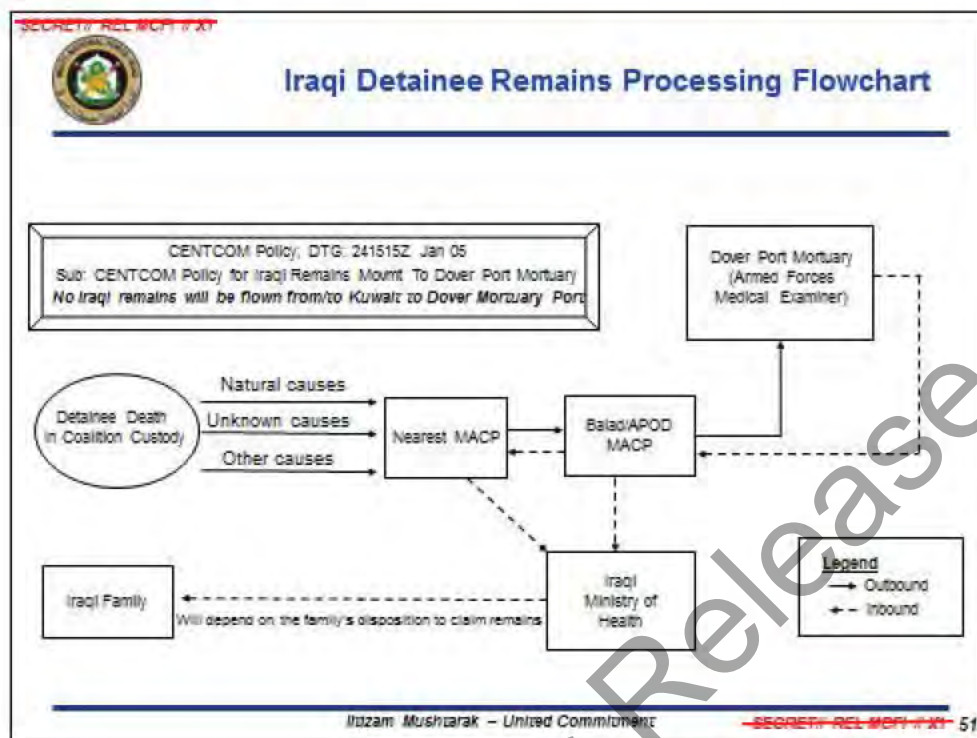 SECRET// REL MCFI // X1
Iraqi Detainee Remains Processing Flowchart
CENTCOM Policy; DTG: 241515Z Jan 05
Sub: CENTCOM Policy for Iraqi Remains Movmt To Dover Port Mortuary
No Iraqi remains will be flown from/to Kuwait to Dover Mortuary Port
Dover Port Mortuary
(Armed Forces
Medical Examiner)
Detainee Death
in Coalition Custody
Natural causes
Unknown causes
Other causes
Nearest MACP
Balad/APOD
MACP
Iraqi Family
Will depend on the family's disposition to claim remains
Iraqi
Ministry of
Health
Legend
Outbound
Inbound
Release
Iltizam Mushtarak – United Commitment
SECRET// REL MCFI // X1 51